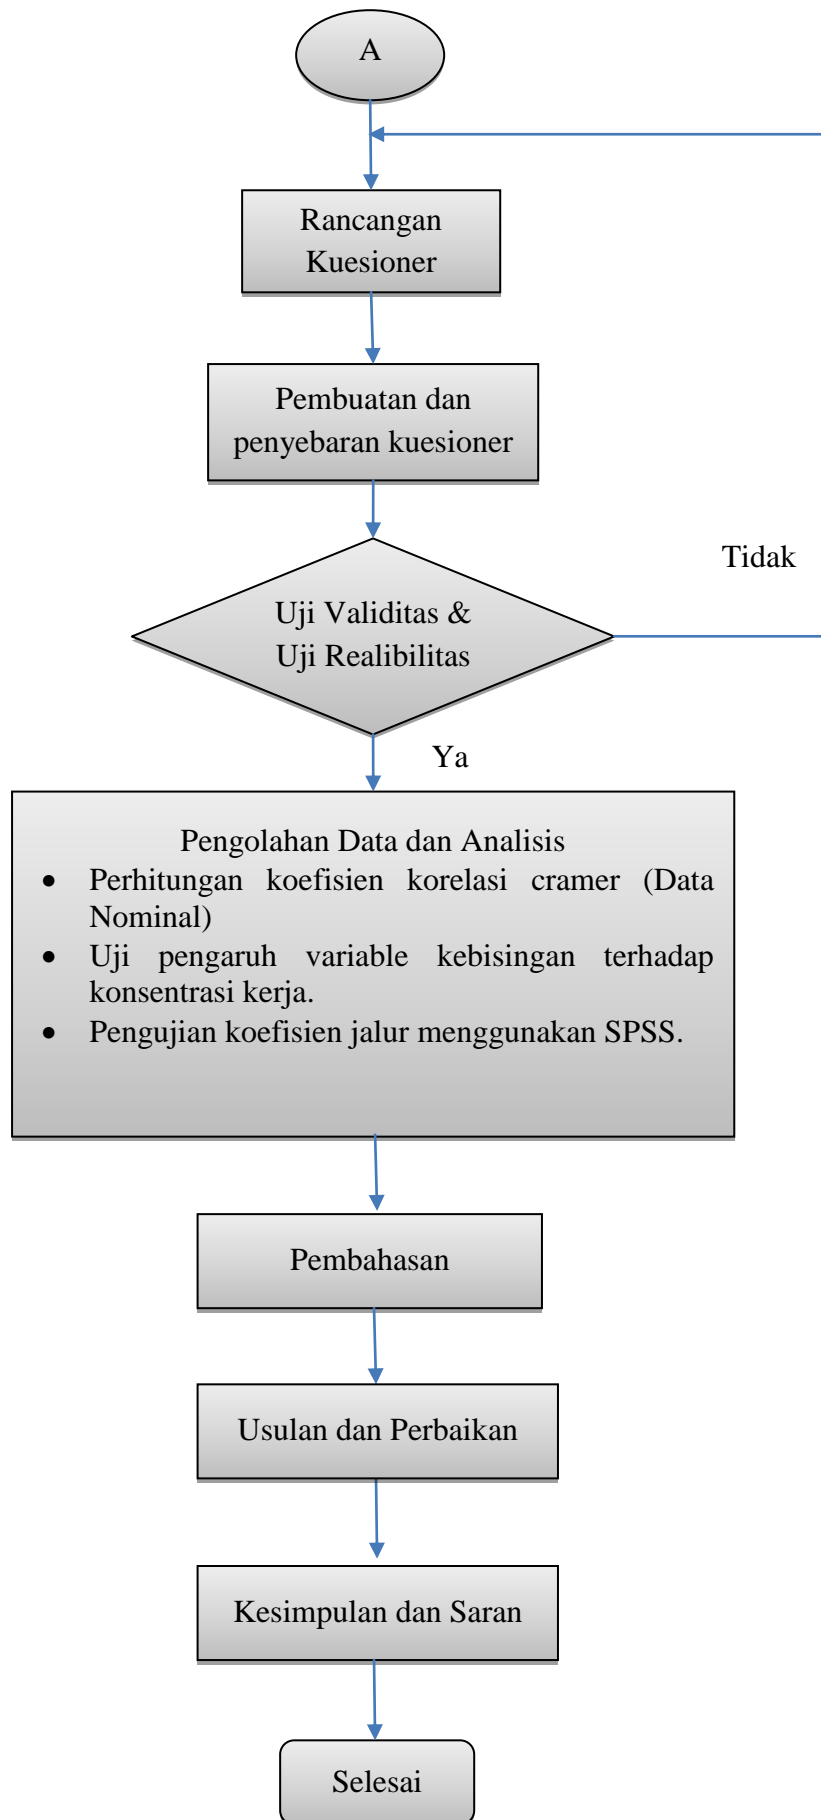 A
Rancangan
Kuesioner
Pembuatan dan
penyebaran kuesioner
Tidak
Uji Validitas &
Uji Realibilitas
Ya
Pengolahan Data dan Analisis
• Perhitungan koefisien korelasi cramer (Data
Nominal)
• Uji pengaruh variable kebisingan terhadap
konsentrasi kerja.
• Pengujian koefisien jalur menggunakan SPSS.
Pembahasan
Usulan dan Perbaikan
Kesimpulan dan Saran
Selesai